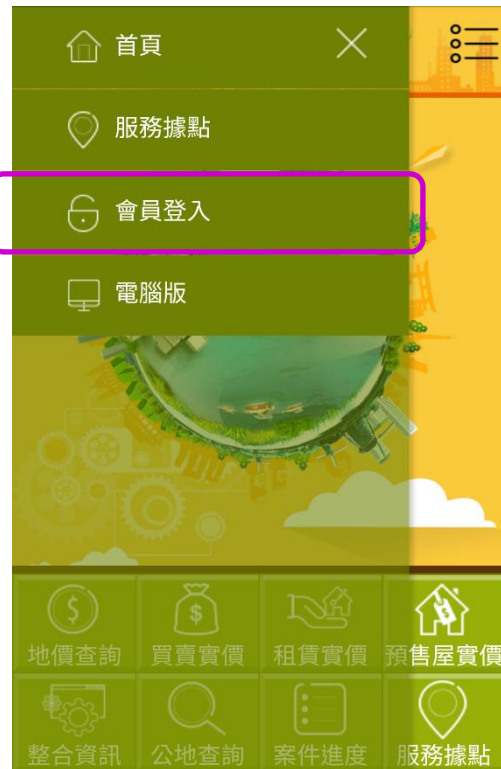 首頁
服務據點
會員登入
電腦版
地價查詢 買賣實價 租賃實價 預售屋實價
整合資訊 公地查詢 案件進度 服務據點